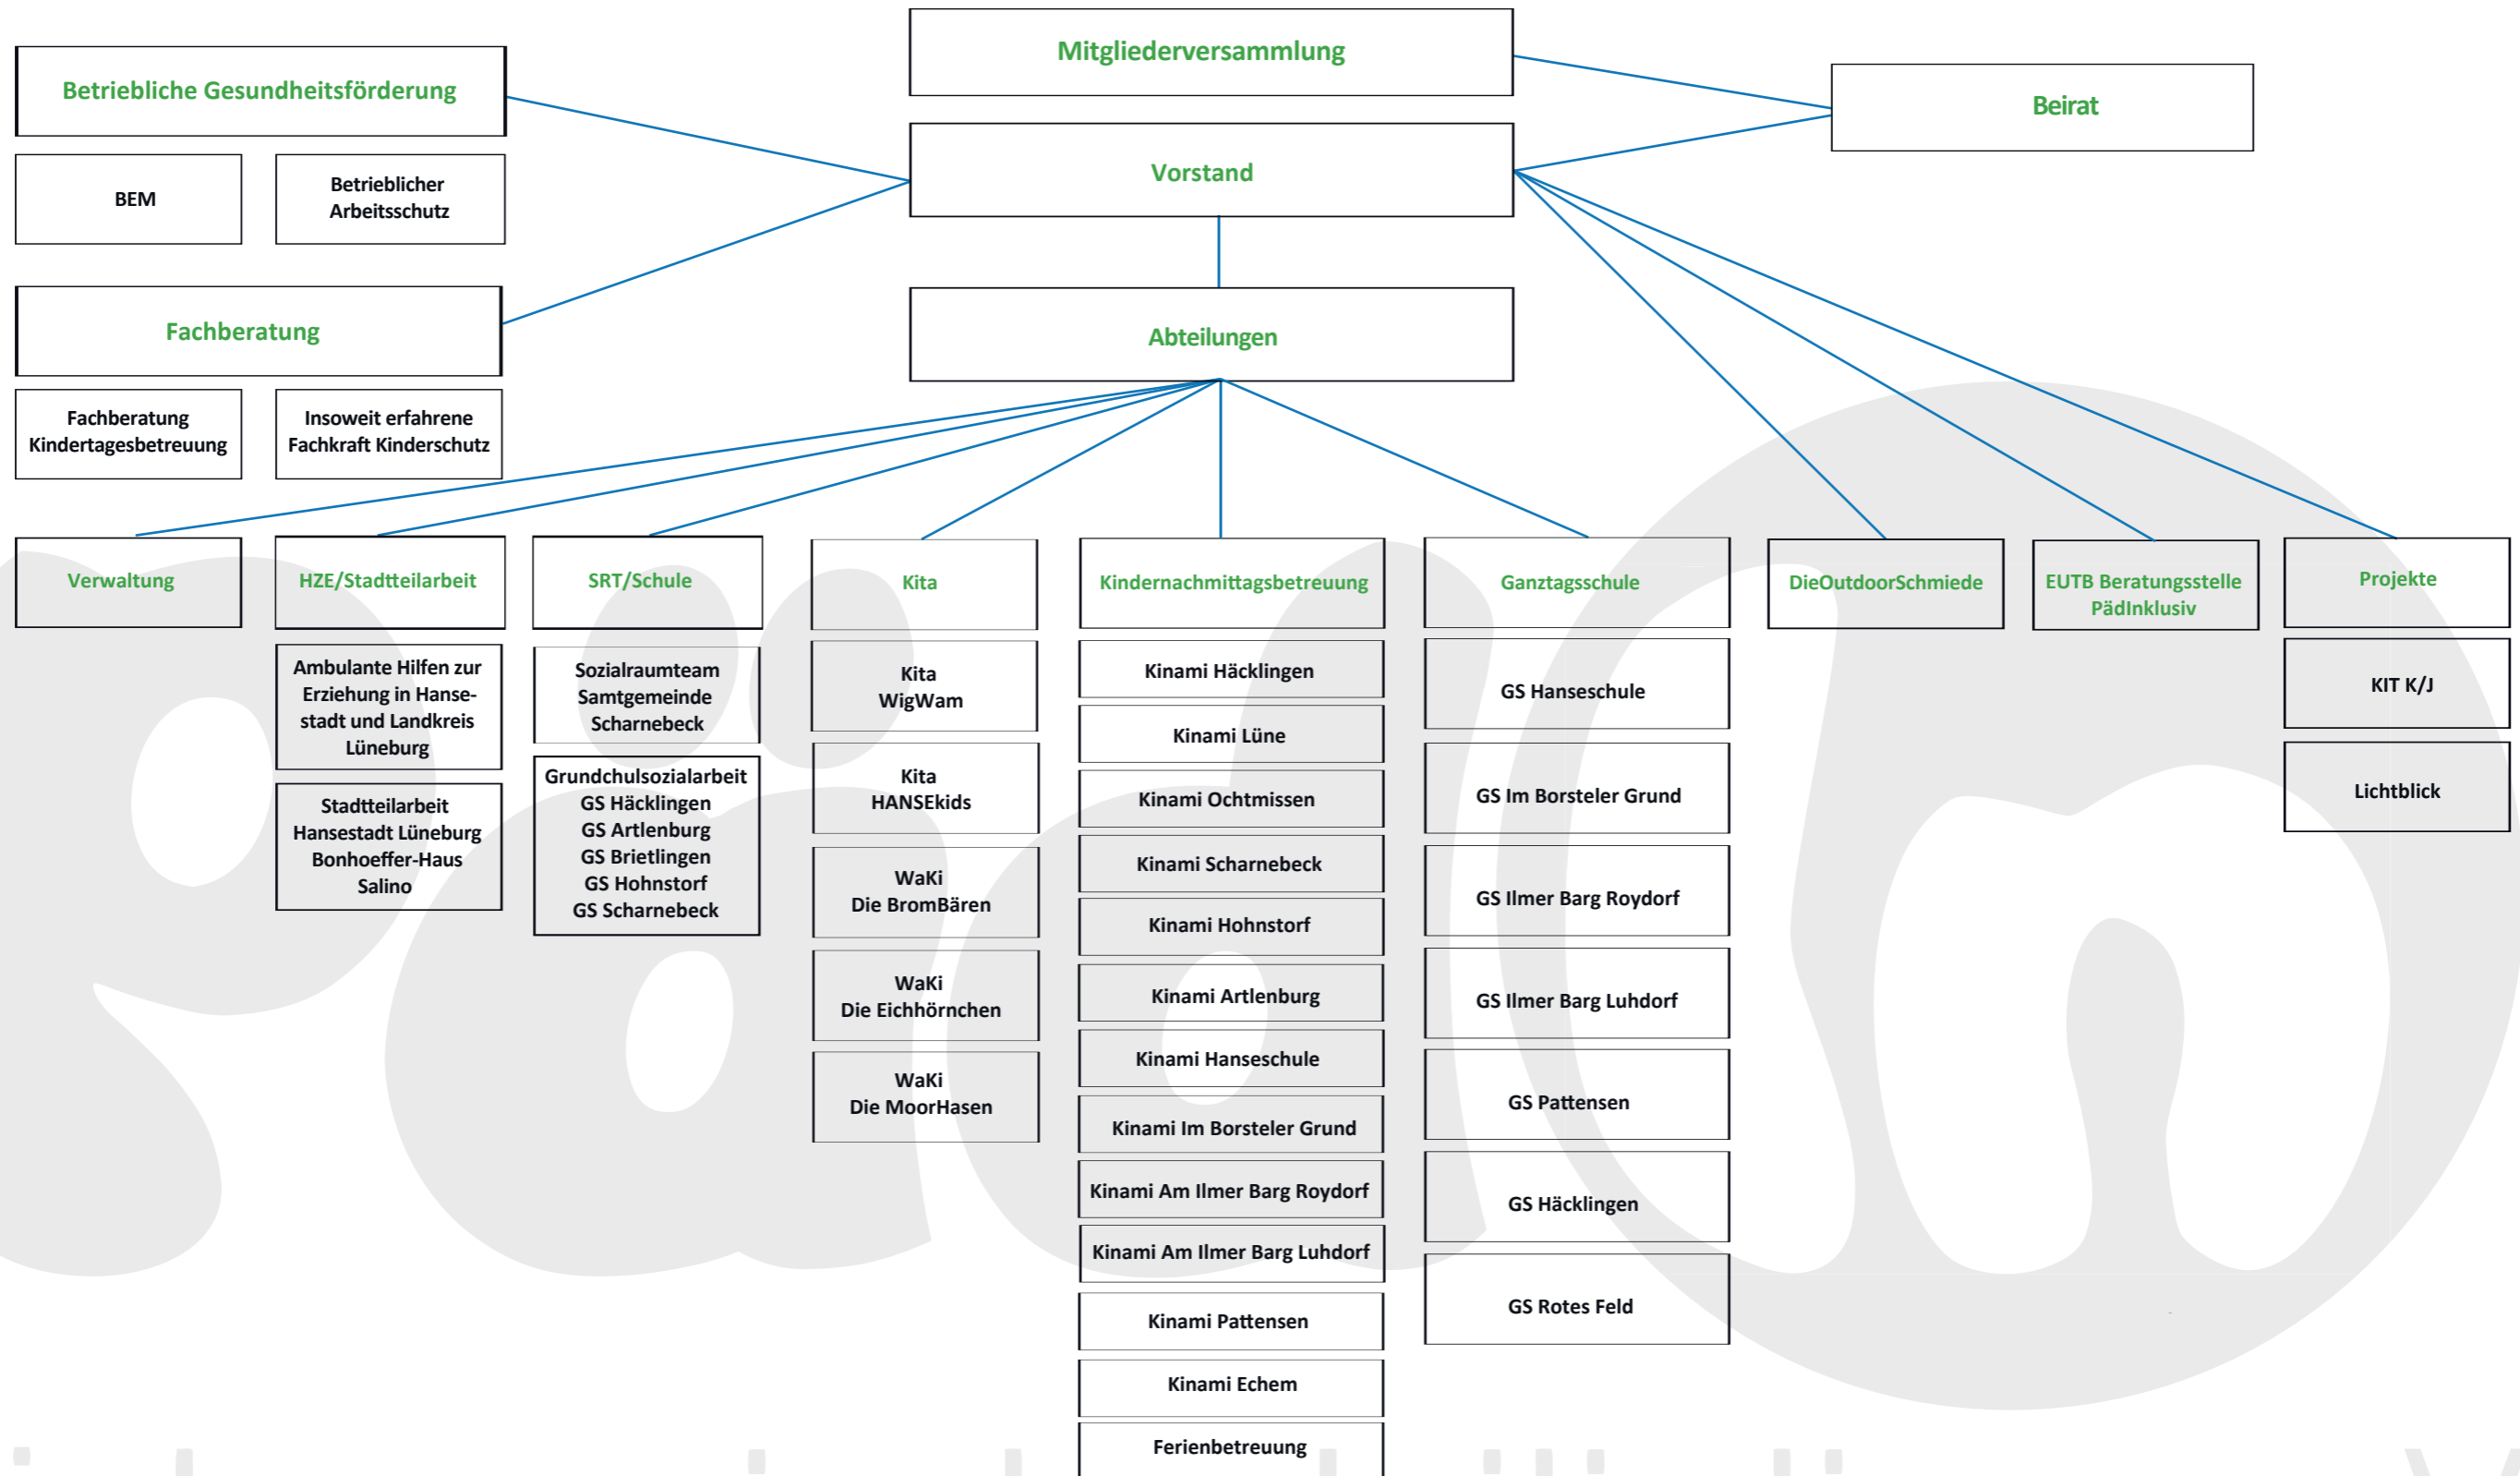 Mitgliederversammlung
Betriebliche Gesundheitsförderung
Beirat
BEM
Betrieblicher
Arbeitsschutz
Vorstand
Fachberatung
Abteilungen
Fachberatung
Kindertagesbetreuung
Insoweit erfahrene
Fachkraft Kinderschutz
Verwaltung
HZE/Stadtteilarbeit
Ambulante Hilfen zur
Erziehung in Hanse-
stadt und Landkreis
Lüneburg
Stadtteilarbeit
Hansestadt Lüneburg
Bonhoeffer-Haus
Salino
SRT/Schule
Sozialraumteam
Samtgemeinde
Scharnebeck
Grundchulsozialarbeit
GS Häcklingen
GS Artlenburg
GS Brietlingen
GS Hohnstorf
GS Scharnebeck
Kita
Kita
WigWam
Kita
HANSEkids
WaKi
Die BromBären
WaKi
Die Eichhörnchen
WaKi
Die MoorHasen
Kindernachmittagsbetreuung
Kinami Häcklingen
Kinami Lüne
Kinami Ochtmissen
Kinami Scharnebeck
Kinami Hohnstorf
Kinami Artlenburg
Kinami Hanseschule
Kinami Im Borsteler Grund
Kinami Am Ilmer Barg Roydorf
Kinami Am Ilmer Barg Luhdorf
Kinami Pattensen
Kinami Echem
Ferienbetreuung
Ganztagsschule
GS Hanseschule
GS Im Borsteler Grund
GS Ilmer Barg Roydorf
GS Ilmer Barg Luhdorf
GS Pattensen
GS Häcklingen
GS Rotes Feld
DieOutdoorSchmiede
EUTB Beratungsstelle
PädInklusiv
Projekte
KIT K/J
Lichtblick